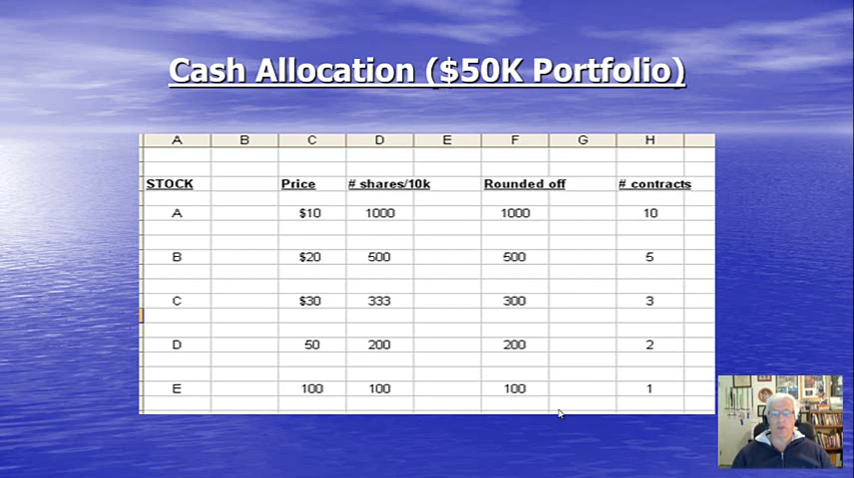 Cash Allocation ($50K Portfolio)
A B C D E F G H
STOCK Price # shares/10k Rounded off # contracts
A $10 1000 1000 10
B $20 500 500 5
C $30 333 300 3
D 50 200 200 2
E 100 100 100 1